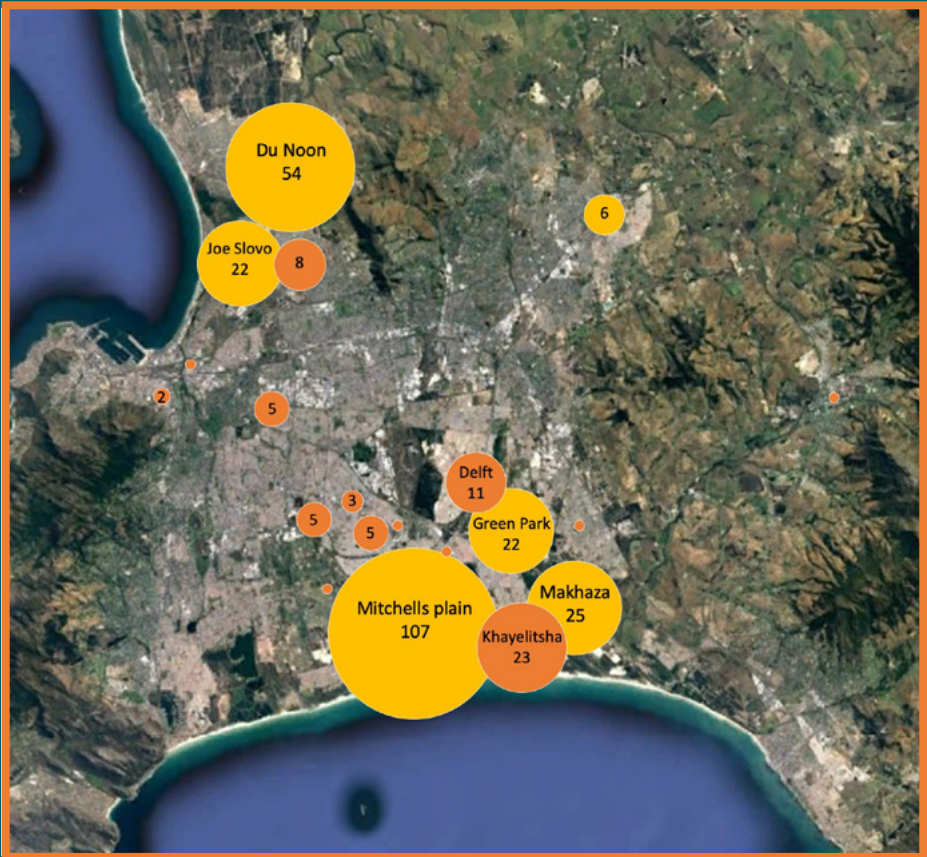 Du Noon
54
6
Joe Slovo
22
8
2
5
Delft
11
3
5
5
Green Park
22
Mitchells plain
107
Makhaza
25
Khayelitsha
23